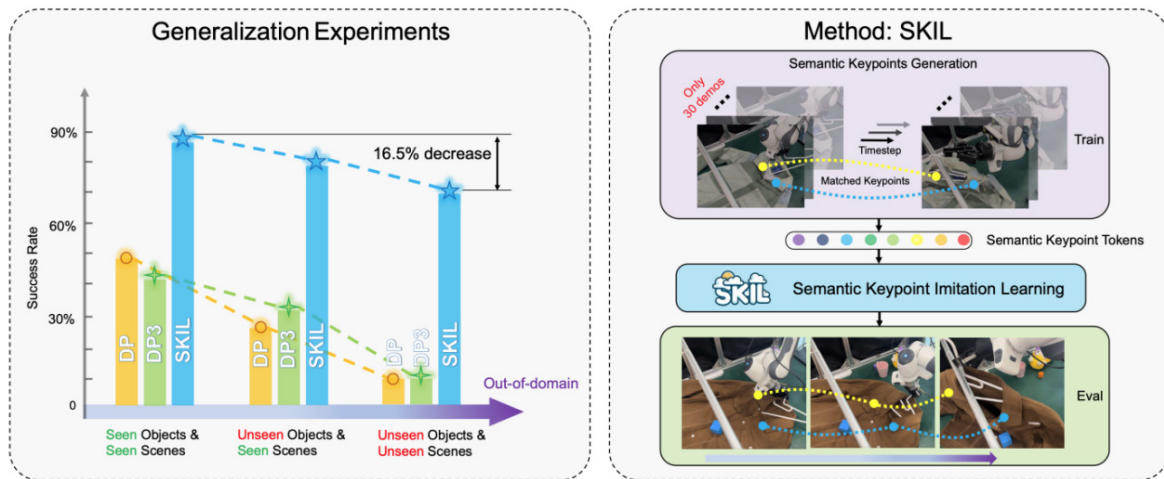 Generalization Experiments
90%
60%
30%
0
Success Rate
16.5% decrease
DP
DP3
SKIL
DP
DP3
SKIL
DP
DP3
SKIL
Out-of-domain
Seen Objects &
Seen Scenes
Unseen Objects &
Seen Scenes
Unseen Objects &
Unseen Scenes
Method: SKIL
Semantic Keypoints Generation
Only
30 demos
Timestep
Train
Matched Keypoints
Semantic Keypoint Tokens
SKIL
Semantic Keypoint Imitation Learning
Eval